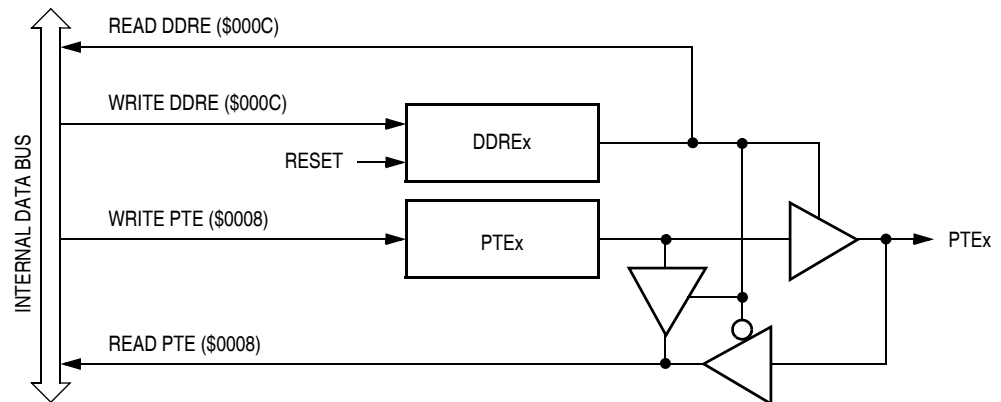 READ DDRE ($000C)
WRITE DDRE ($000C)
DDREx
RESET
WRITE PTE ($0008)
PTEx
PTEx
READ PTE ($0008)
INTERNAL DATA BUS